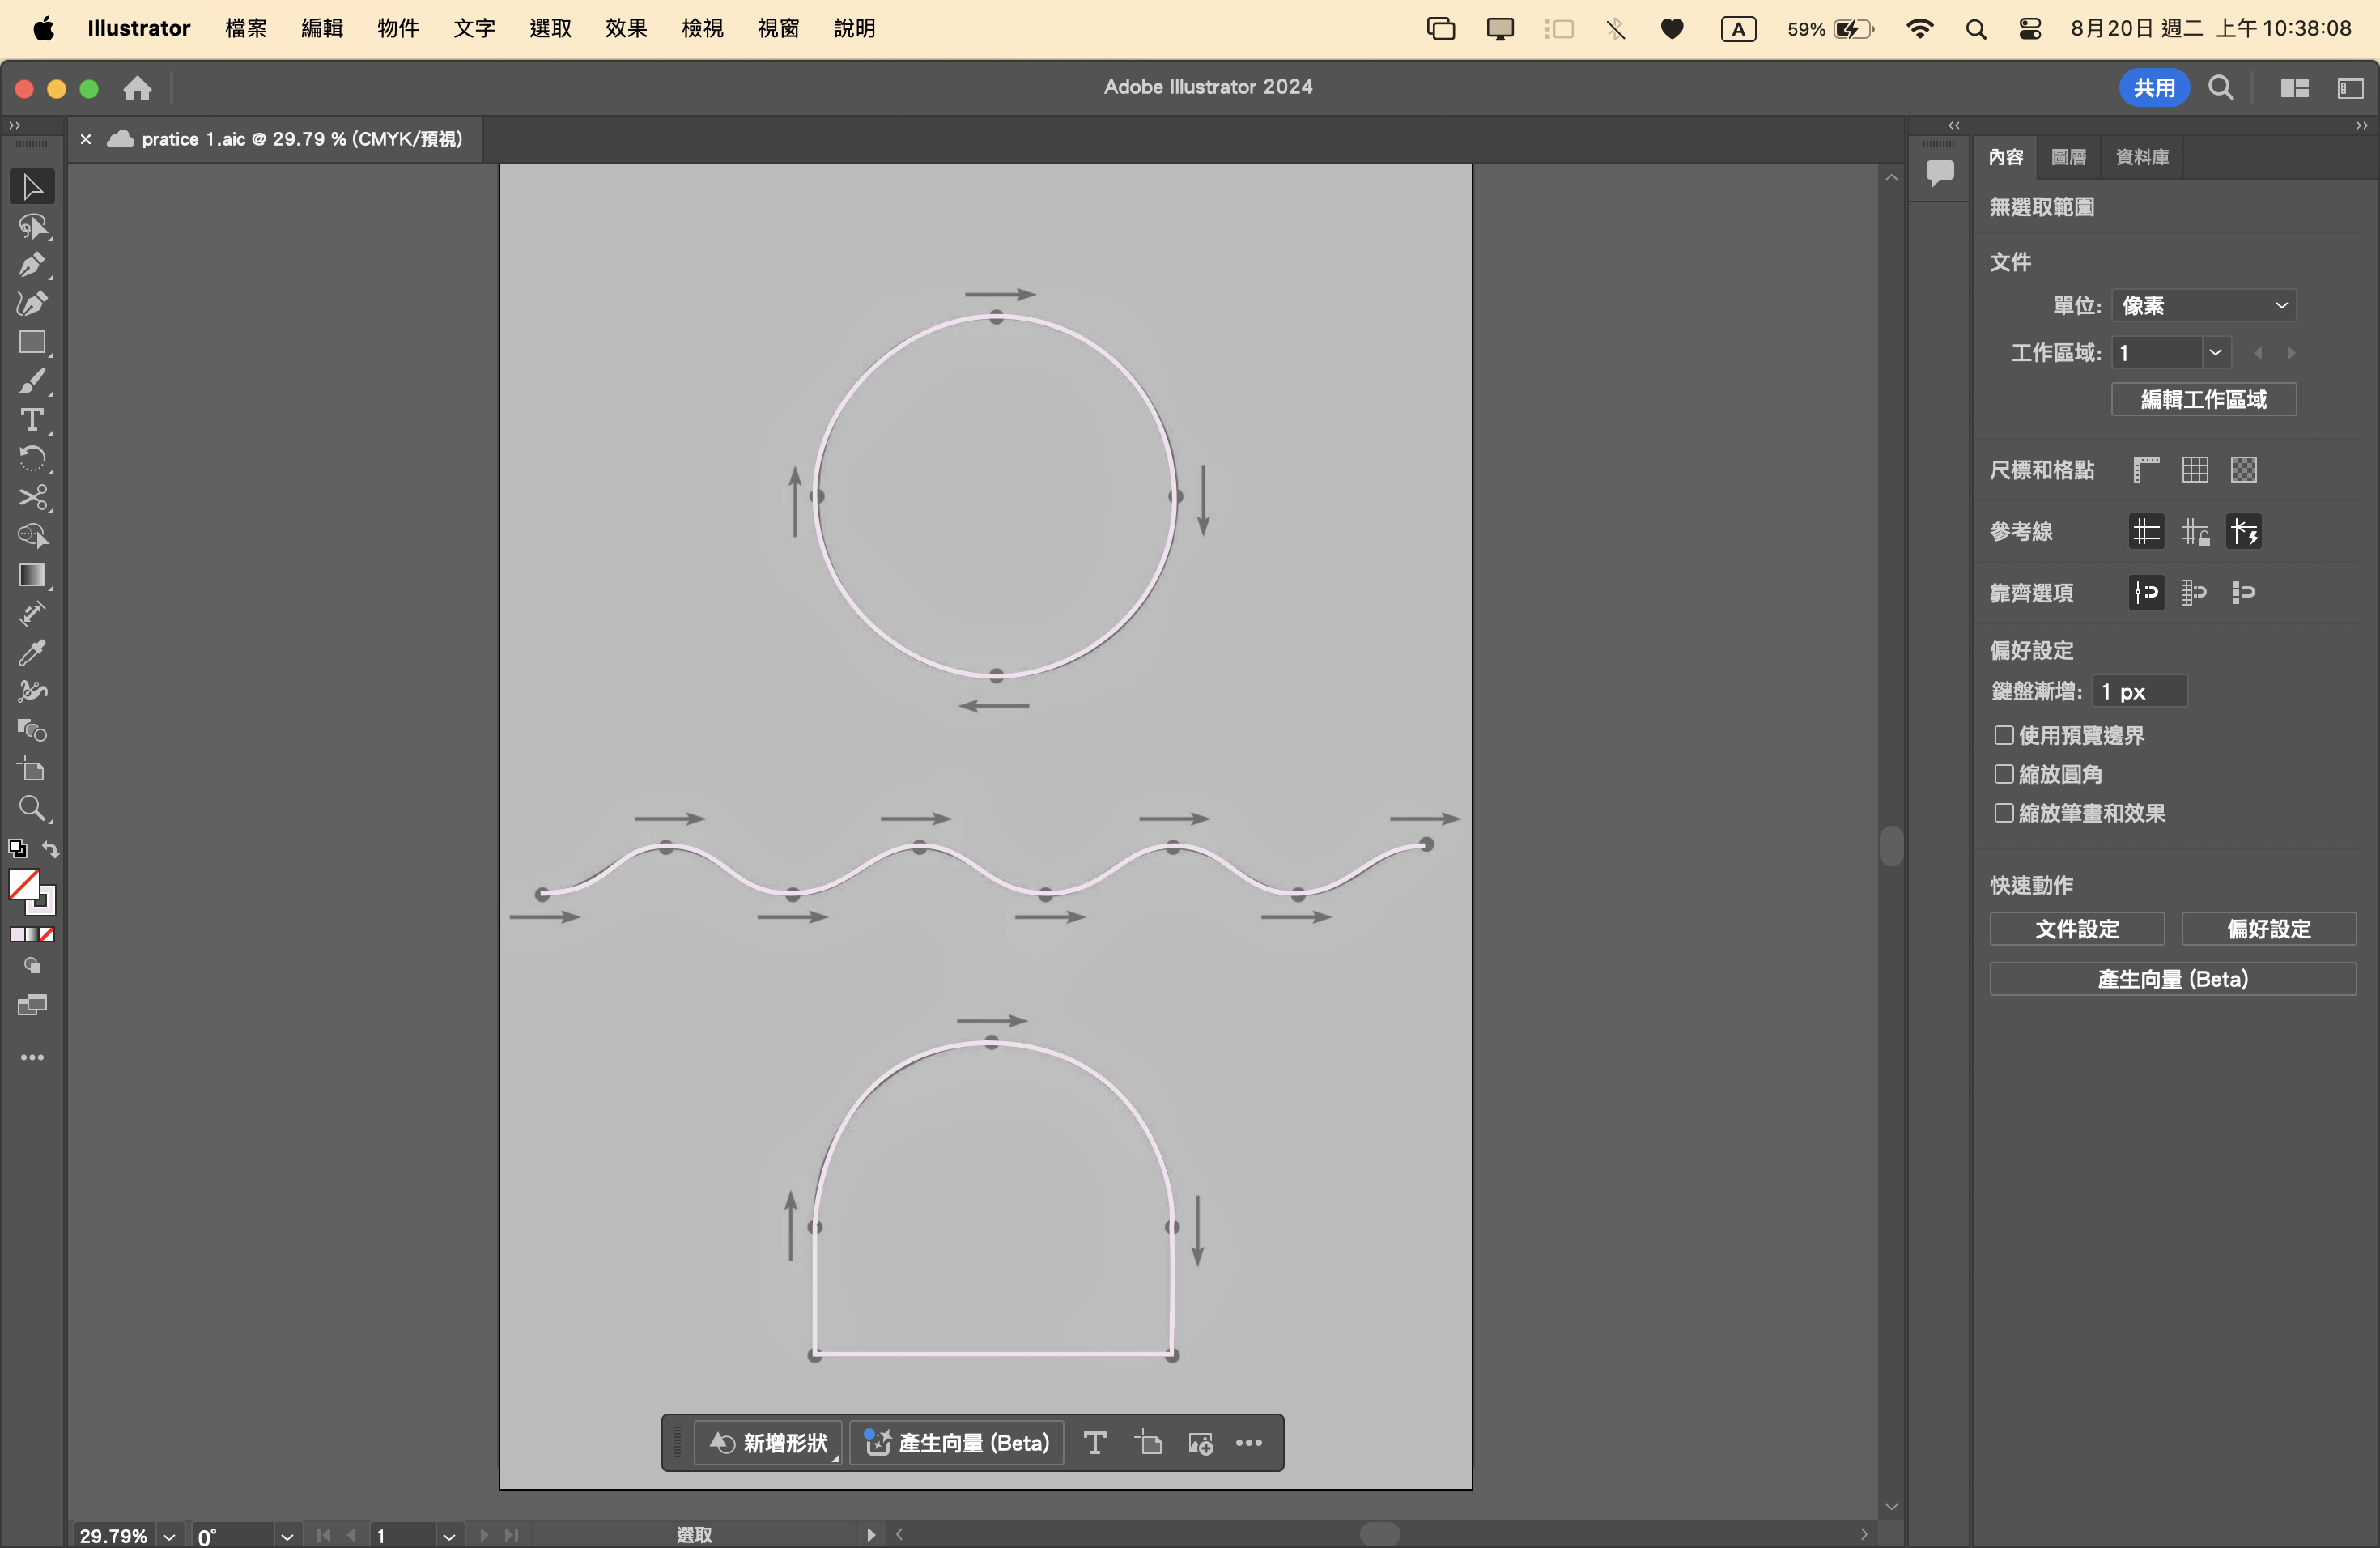 Illustrator 檔案 編輯 物件 文字 選取 效果 檢視 視窗 說明 A 59% 8月20日 週二 上午 10:38:08
Adobe Illustrator 2024 共用
pratice 1.aic @ 29.79 % (CMYK/預視)
內容 圖層 資料庫
無選取範圍
文件
單位: 像素
工作區域: 1
編輯工作區域
尺標和格點
參考線
靠齊選項
偏好設定
鍵盤漸增: 1 px
使用預覽邊界
縮放圓角
縮放筆畫和效果
快速動作
文件設定 偏好設定
產生向量 (Beta)
新增形狀 產生向量 (Beta)
29.79% 0° 1 選取